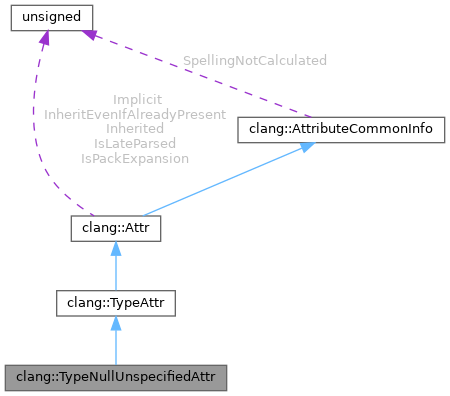 unsigned
SpellingNotCalculated
Implicit
InheritEvenIfAlreadyPresent
Inherited
IsLateParsed
IsPackExpansion
clang::AttributeCommonInfo
clang::Attr
clang::TypeAttr
clang::TypeNullUnspecifiedAttr